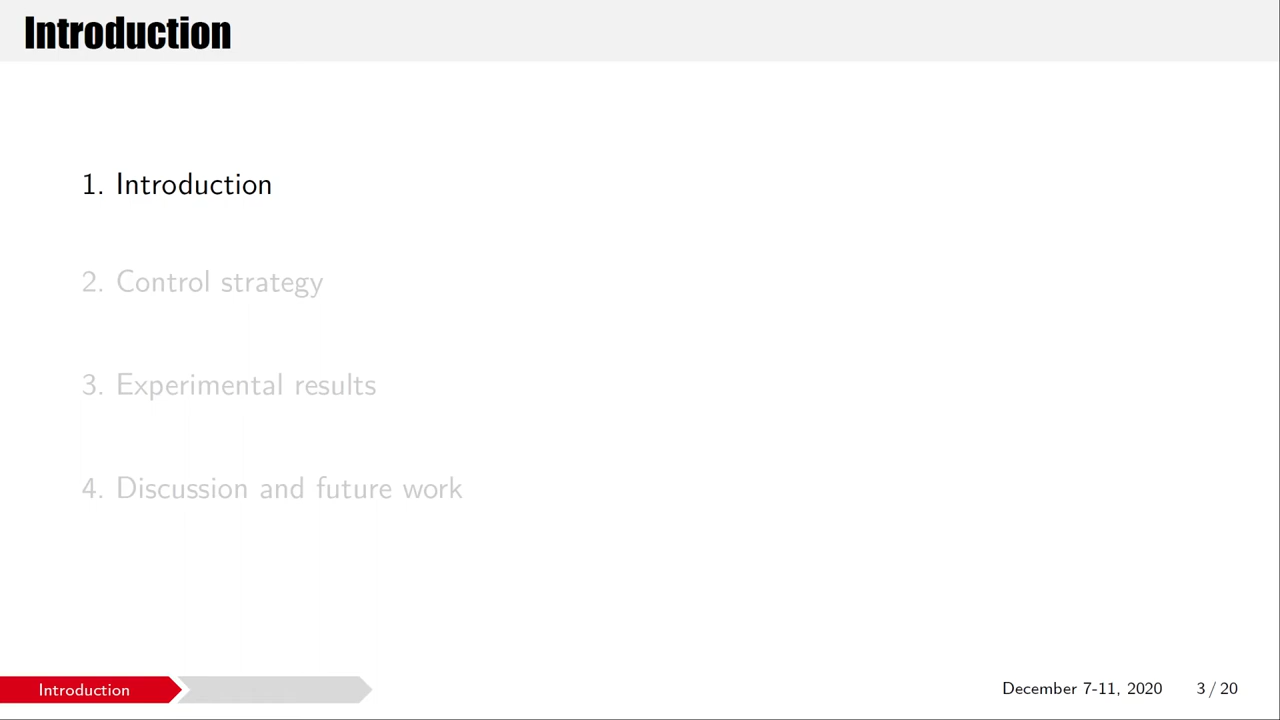 Introduction
1. Introduction
2. Control strategy
3. Experimental results
4. Discussion and future work
Introduction
December 7-11, 2020 3 / 20